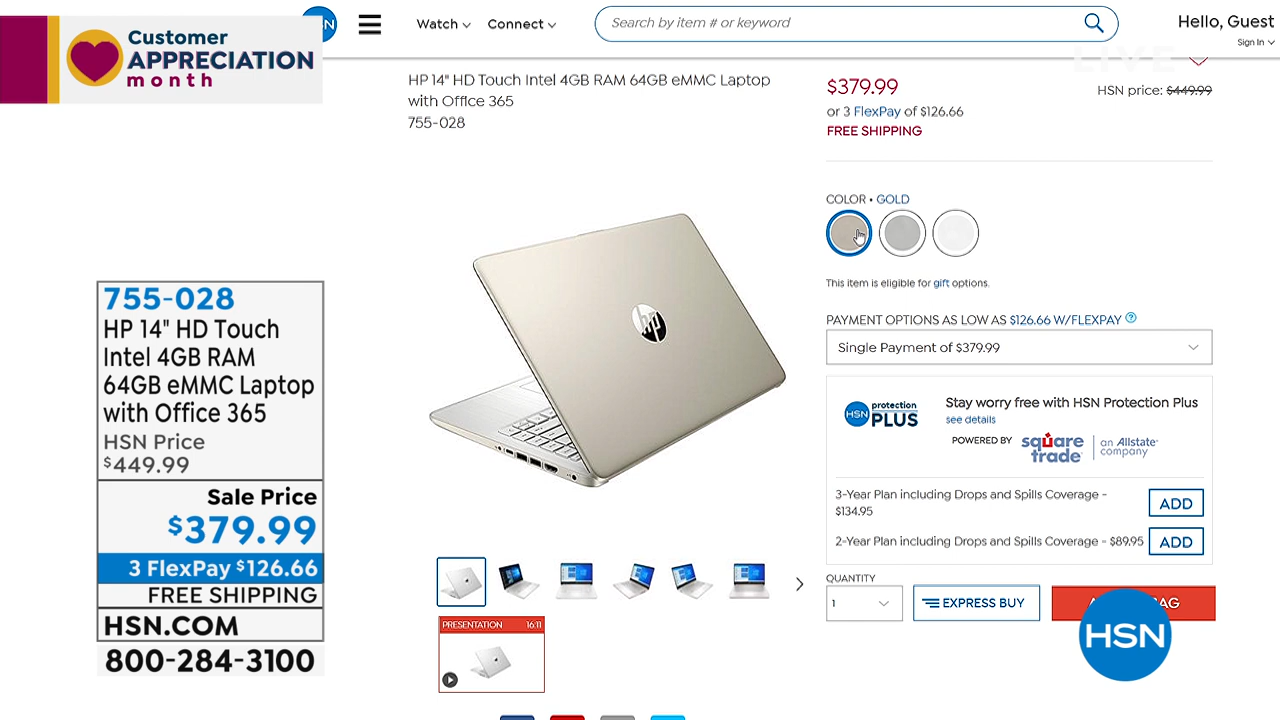 Customer
APPRECIATION
month
HSN
Watch
Connect
Search by item # or keyword
Hello, Guest
Sign In
LIVE
HP 14" HD Touch Intel 4GB RAM 64GB eMMC Laptop
with Office 365
755-028
$379.99
HSN price: $449.99
or 3 FlexPay of $126.66
FREE SHIPPING
COLOR • GOLD
This item is eligible for gift options.
PAYMENT OPTIONS AS LOW AS $126.66 W/FLEXPAY ?
Single Payment of $379.99
HSN protection PLUS
Stay worry free with HSN Protection Plus
see details
POWERED BY square trade | an Allstate company
3-Year Plan including Drops and Spills Coverage -
$134.95
ADD
2-Year Plan including Drops and Spills Coverage - $89.95
ADD
QUANTITY
1
EXPRESS BUY
HSN
hp
PRESENTATION 16:11
755-028
HP 14" HD Touch
Intel 4GB RAM
64GB eMMC Laptop
with Office 365
HSN Price
$449.99
Sale Price
$379.99
3 FlexPay $126.66
FREE SHIPPING
HSN.COM
800-284-3100